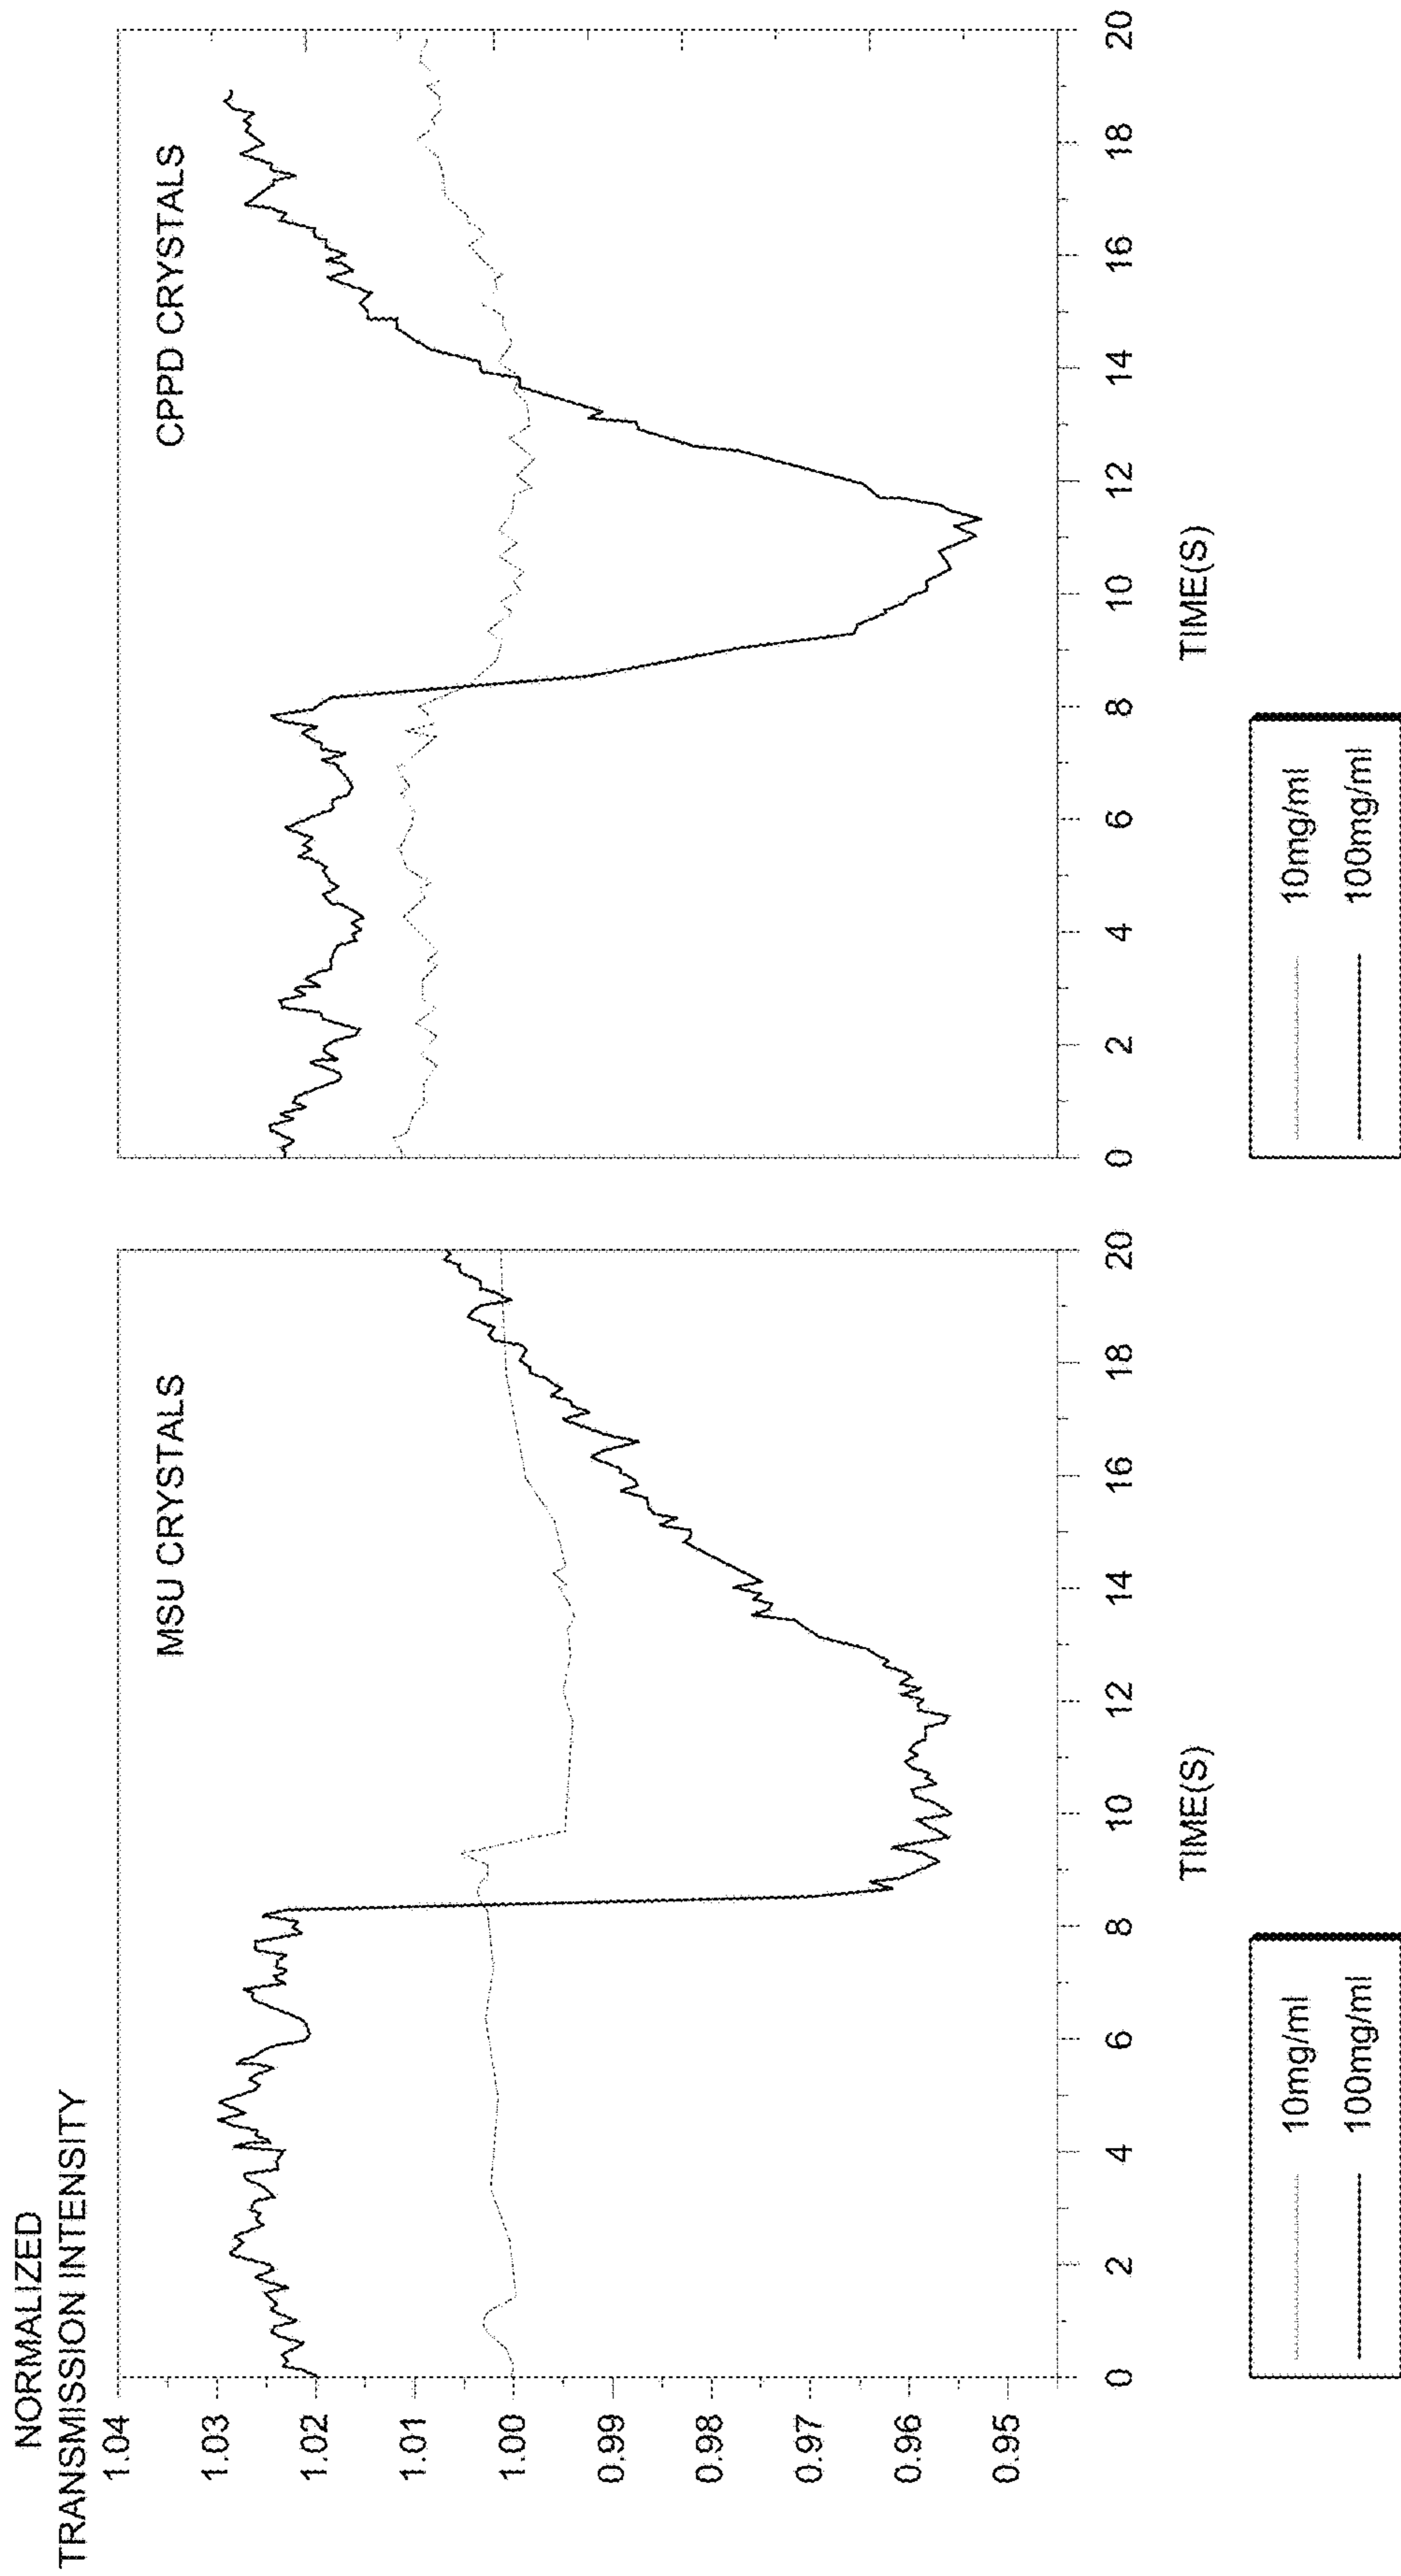 NORMALIZED
TRANSMISSION INTENSITY
1.04
1.03
1.02
1.01
1.00
0.99
0.98
0.97
0.96
0.95
MSU CRYSTALS
0 2 4 6 8 10 12 14 16 18 20
TIME(S)
10mg/ml
100mg/ml
CPPD CRYSTALS
0 2 4 6 8 10 12 14 16 18 20
TIME(S)
10mg/ml
100mg/ml